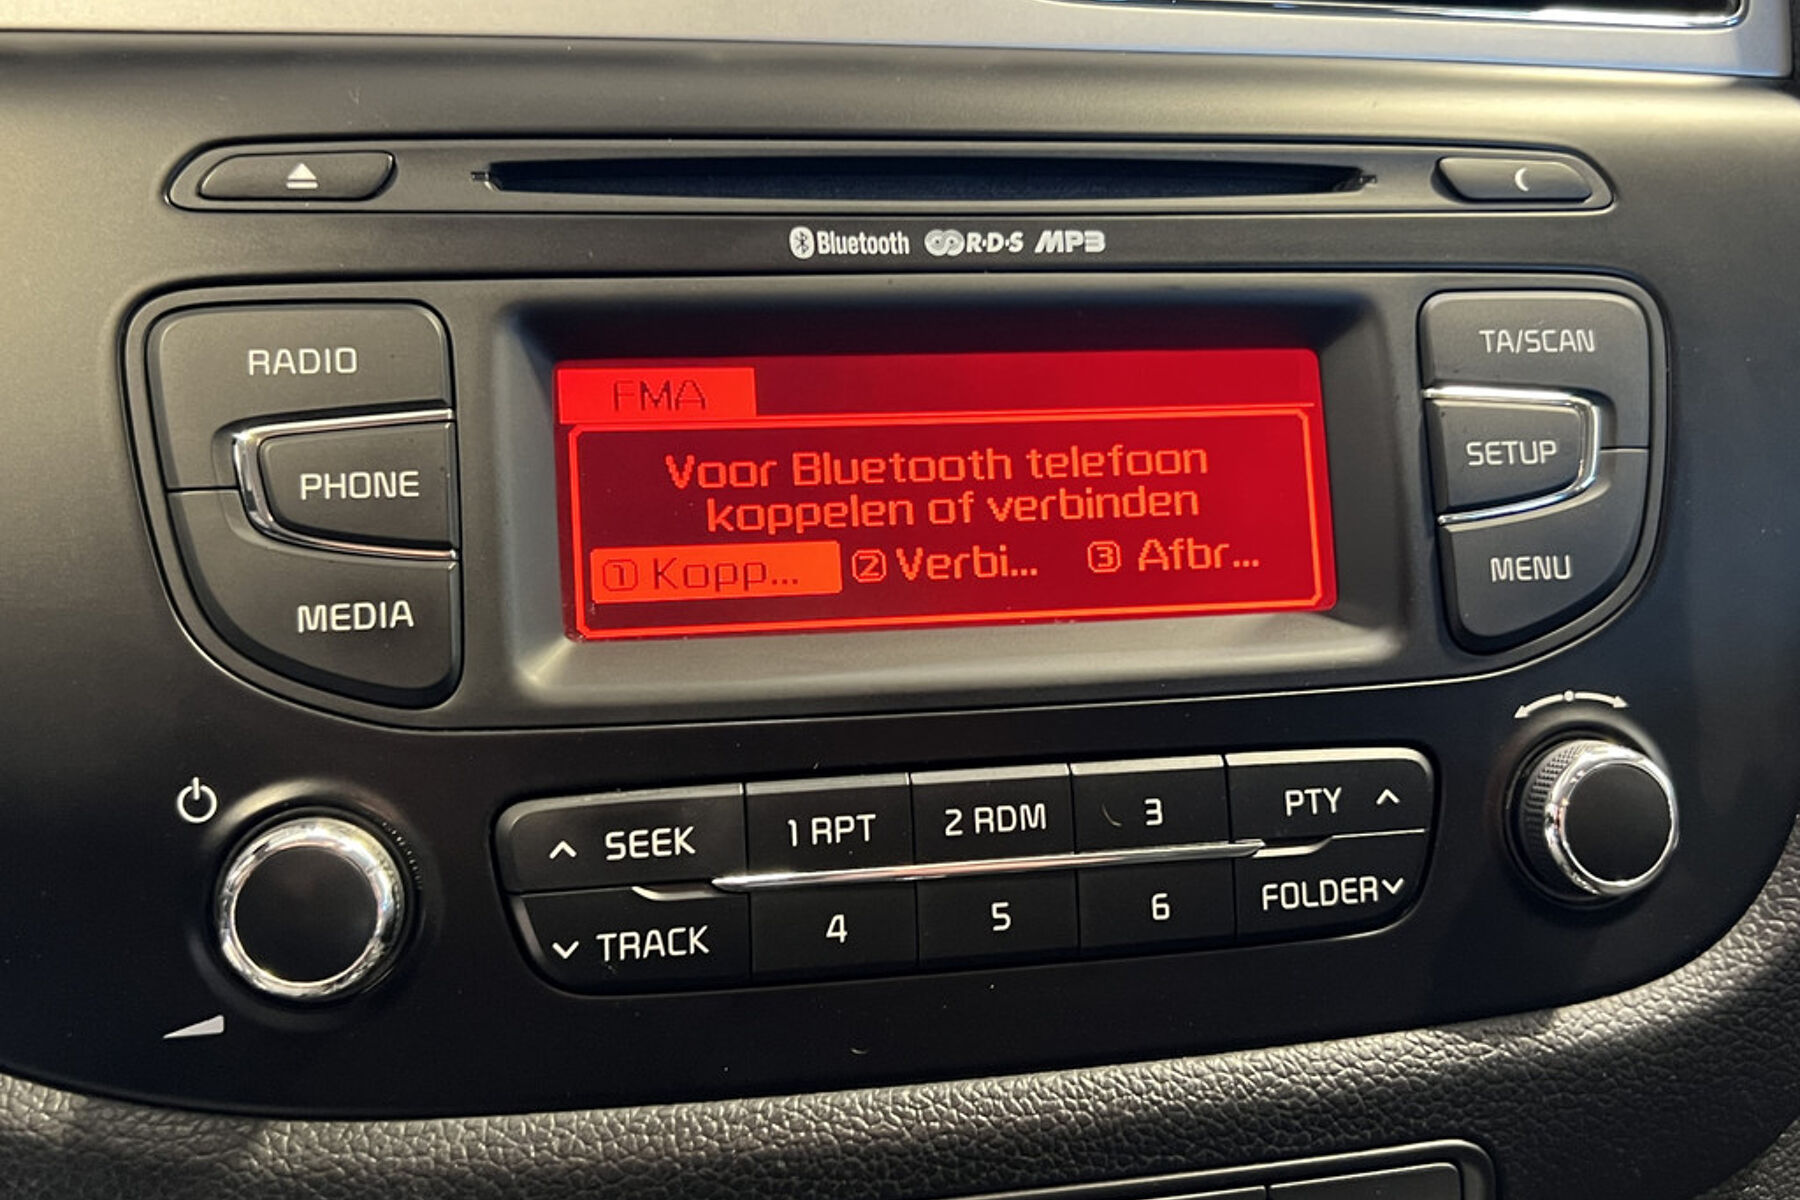 Bluetooth R·D·S MP3
RADIO
PHONE
MEDIA
FMA
Voor Bluetooth telefoon
koppelen of verbinden
1 Kopp... 2 Verbi... 3 Afbr...
TA/SCAN
SETUP
MENU
SEEK
TRACK
1 RPT
2 RDM
3
4
5
6
PTY
FOLDER